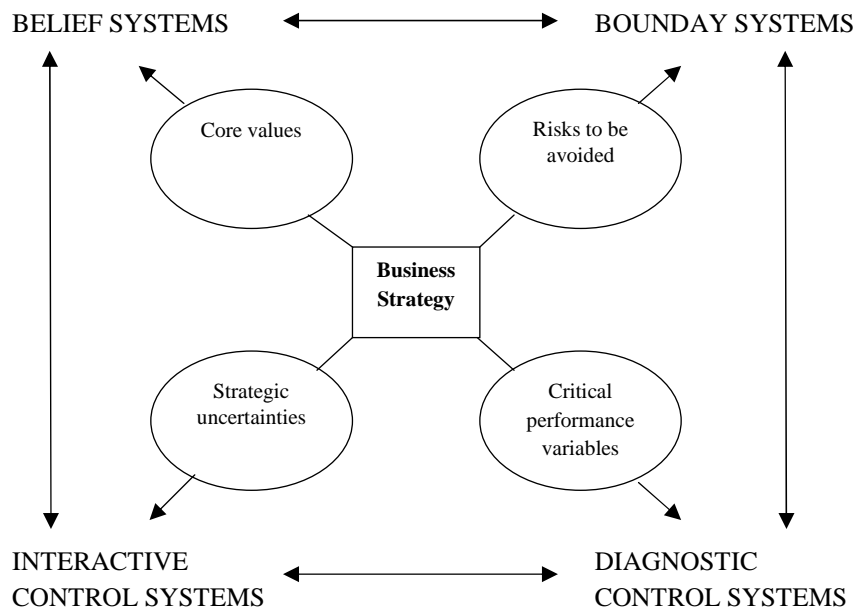 BELIEF SYSTEMS
BOUNDAY SYSTEMS
Core values
Risks to be
avoided
Business
Strategy
Strategic
uncertainties
Critical
performance
variables
INTERACTIVE
CONTROL SYSTEMS
DIAGNOSTIC
CONTROL SYSTEMS